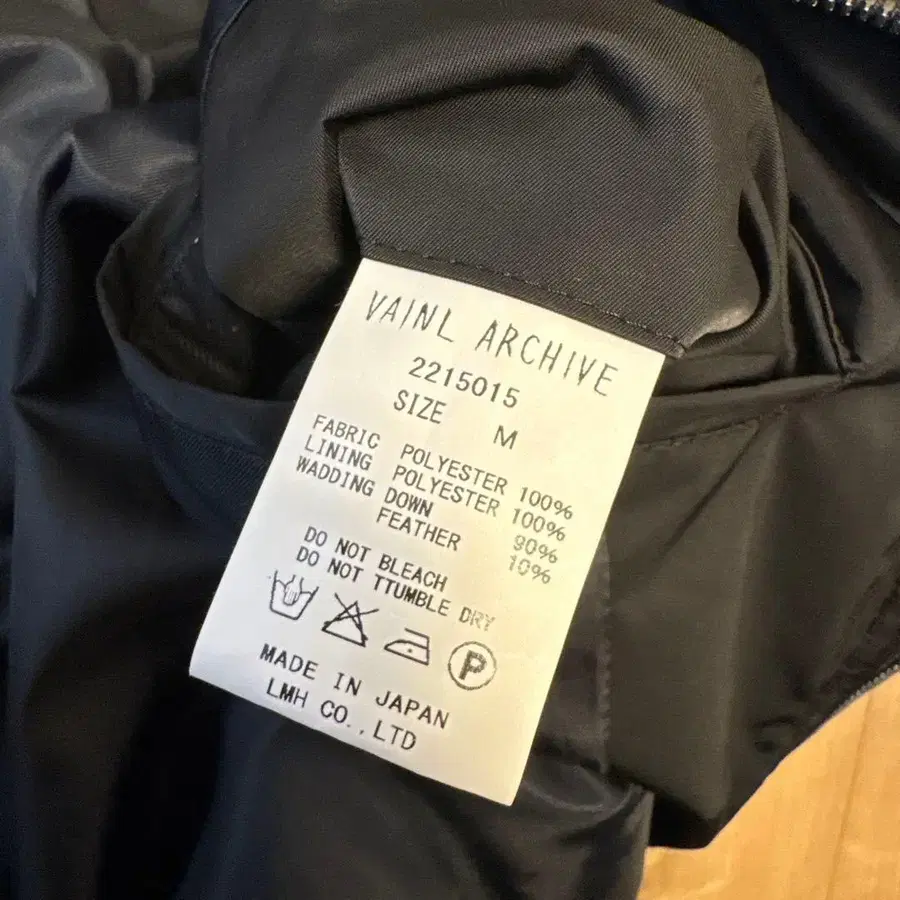 VAINL ARCHIVE
2215015
SIZE M
FABRIC POLYESTER 100%
LINING POLYESTER 100%
WADDING DOWN 90%
FEATHER 10%
DO NOT BLEACH
DO NOT TTUMBLE DRY
P
MADE IN JAPAN
LMH CO.,LTD